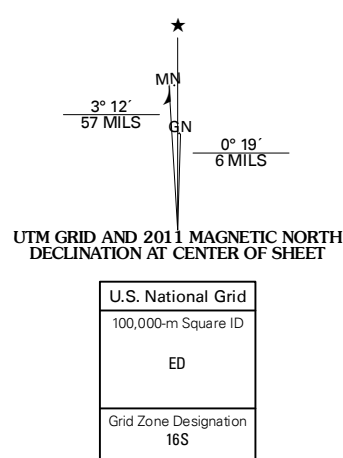 ★
MN
3° 12´
57 MILS
GN
0° 19´
6 MILS
UTM GRID AND 2011 MAGNETIC NORTH
DECLINATION AT CENTER OF SHEET
U.S. National Grid
100,000-m Square ID
ED
Grid Zone Designation
16S